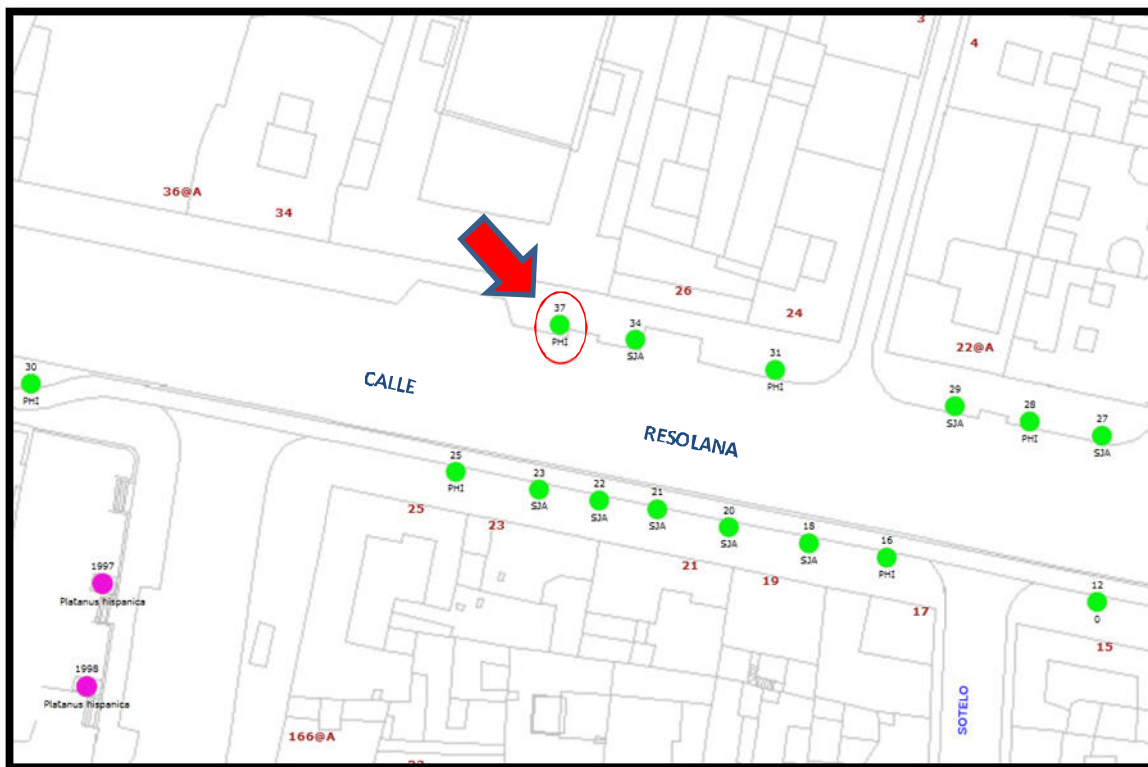 3
4
36@A
34
26
24
22@A
37
PHI
34
SJA
31
PHI
30
PHI
CALLE
RESOLANA
29
SJA
28
PHI
27
SJA
25
PHI
23
SJA
22
SJA
21
SJA
20
SJA
18
SJA
16
PHI
12
0
25
23
21
19
17
15
1997
Platanus hispanica
1998
Platanus hispanica
166@A
SOTELO